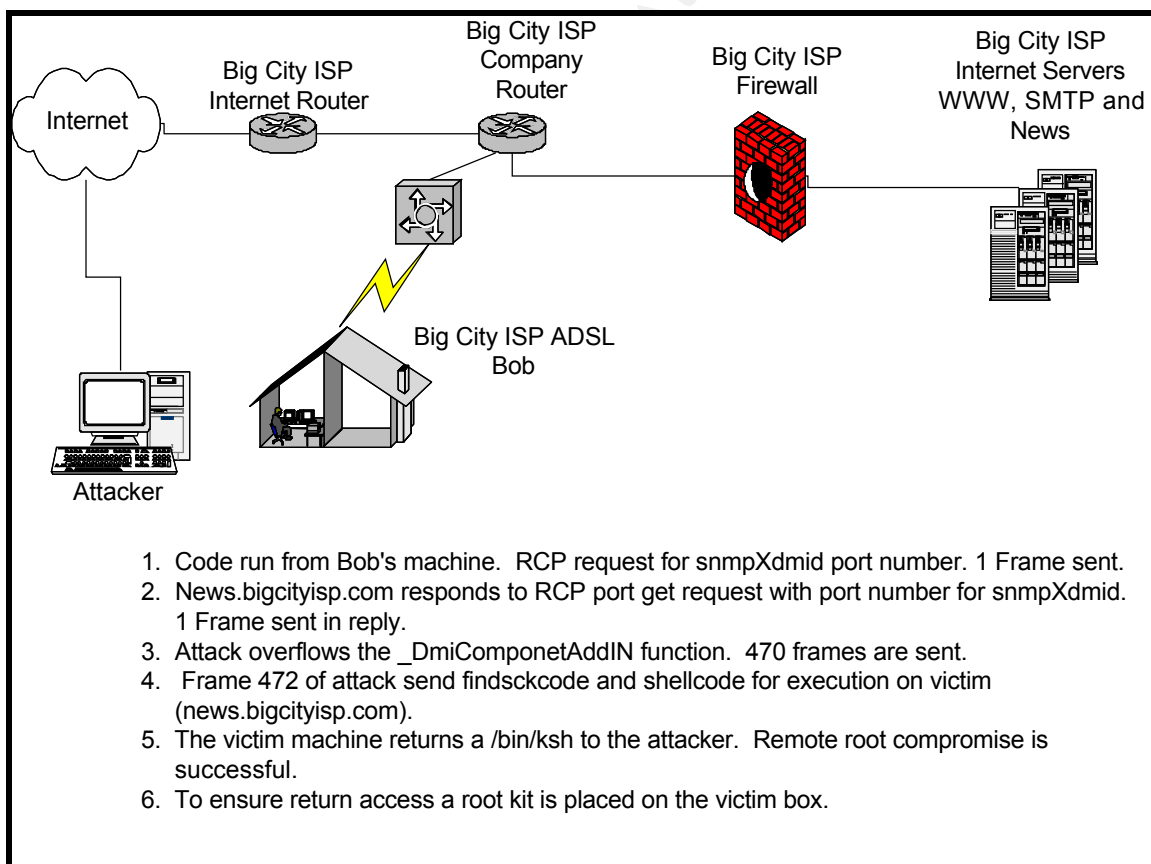 Big City ISP
Company
Router
Big City ISP
Internet Router
Big City ISP
Firewall
Big City ISP
Internet Servers
WWW, SMTP and
News
Internet
Big City ISP ADSL
Bob
Attacker
1. Code run from Bob's machine. RCP request for snmpXdmid port number. 1 Frame sent.
2. News.bigcityisp.com responds to RCP port get request with port number for snmpXdmid.
1 Frame sent in reply.
3. Attack overflows the _DmiComponetAddIN function. 470 frames are sent.
4. Frame 472 of attack send findsckcode and shellcode for execution on victim
(news.bigcityisp.com).
5. The victim machine returns a /bin/ksh to the attacker. Remote root compromise is
successful.
6. To ensure return access a root kit is placed on the victim box.